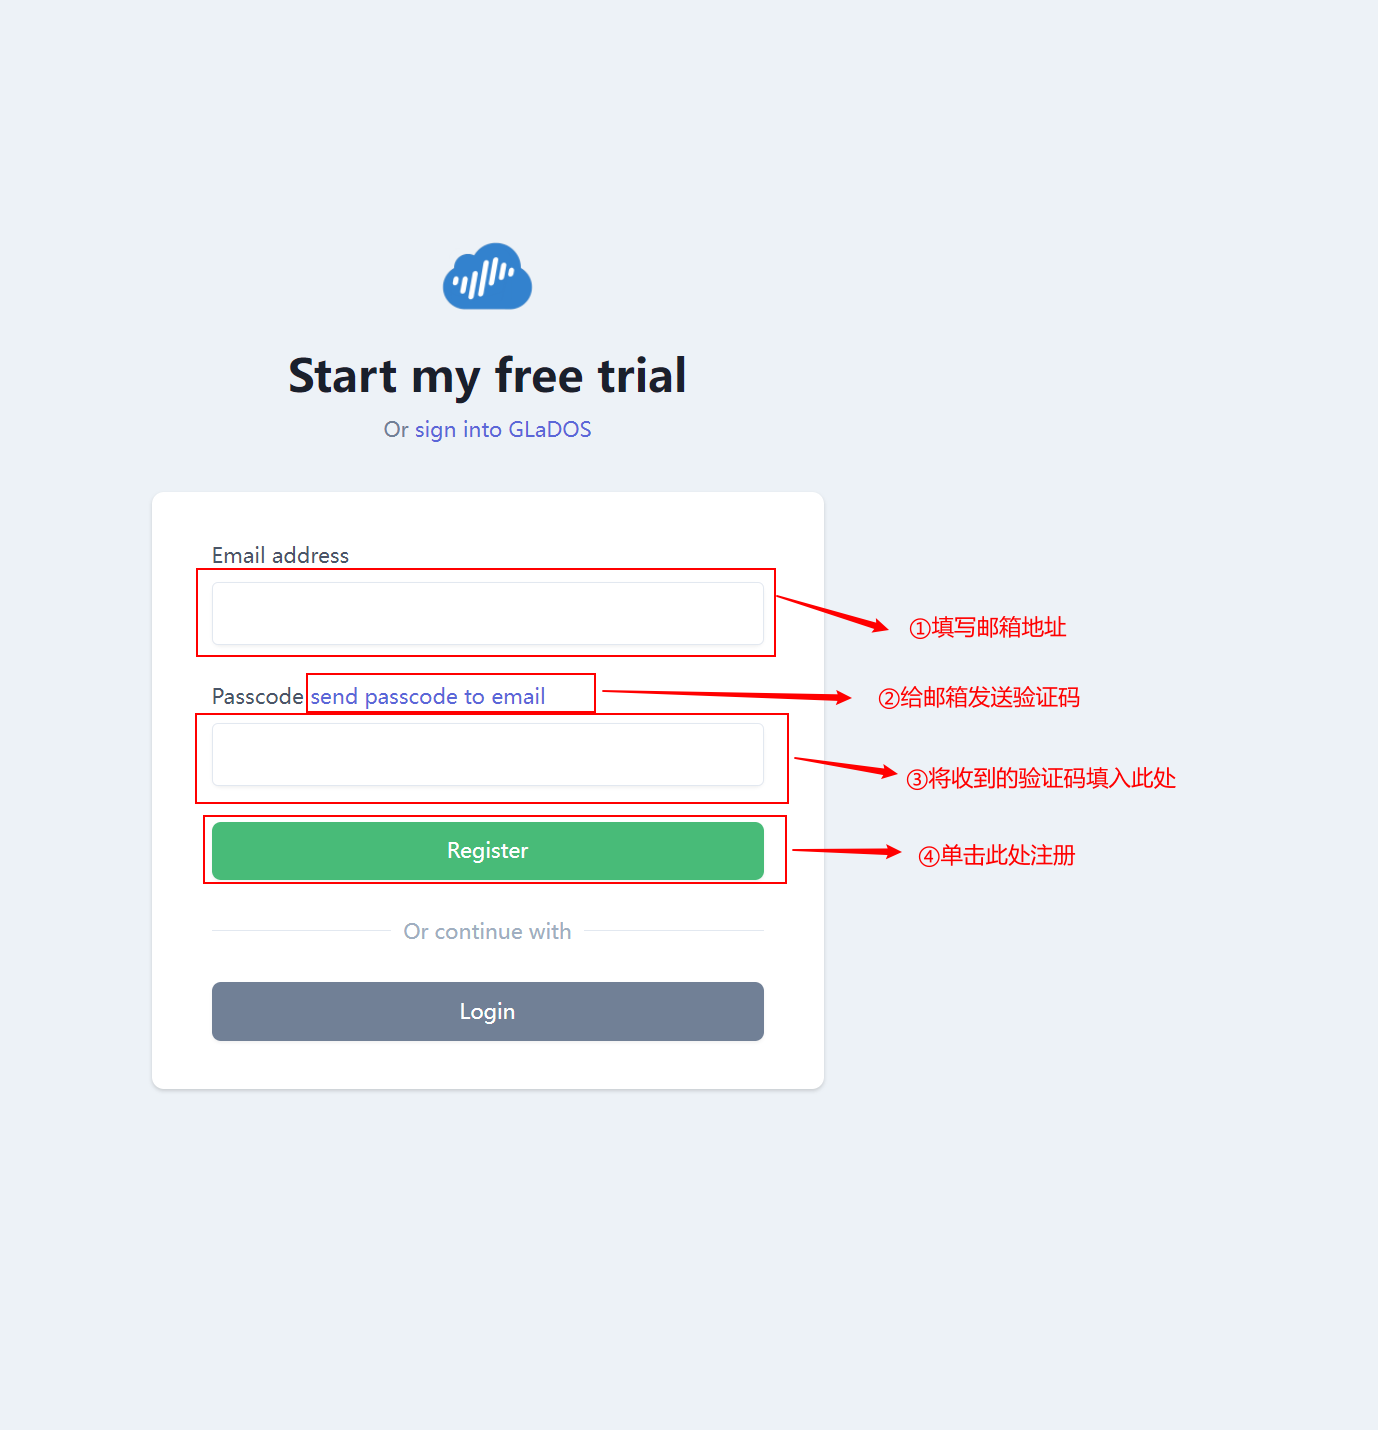 Start my free trial
Or sign into GLaDOS
Email address
①填写邮箱地址
Passcode send passcode to email
②给邮箱发送验证码
③将收到的验证码填入此处
Register
④单击此处注册
Or continue with
Login